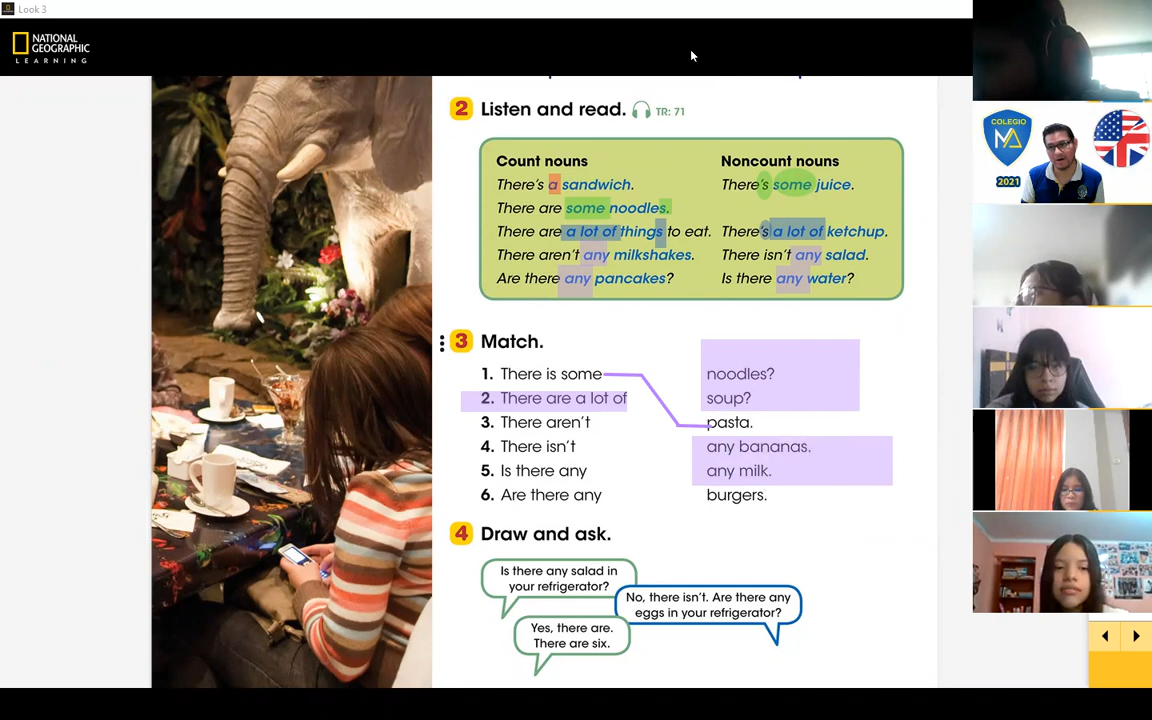 Look 3
NATIONAL
GEOGRAPHIC
LEARNING
2 Listen and read. TR: 71
Count nouns
There's a sandwich.
There are some noodles.
There are a lot of things to eat.
There aren't any milkshakes.
Are there any pancakes?
Noncount nouns
There's some juice.
There's a lot of ketchup.
There isn't any salad.
Is there any water?
3 Match.
1. There is some
2. There are a lot of
3. There aren't
4. There isn't
5. Is there any
6. Are there any
noodles?
soup?
pasta.
any bananas.
any milk.
burgers.
4 Draw and ask.
Is there any salad in
your refrigerator?
No, there isn't. Are there any
eggs in your refrigerator?
Yes, there are.
There are six.
COLEGIO
MA
2021